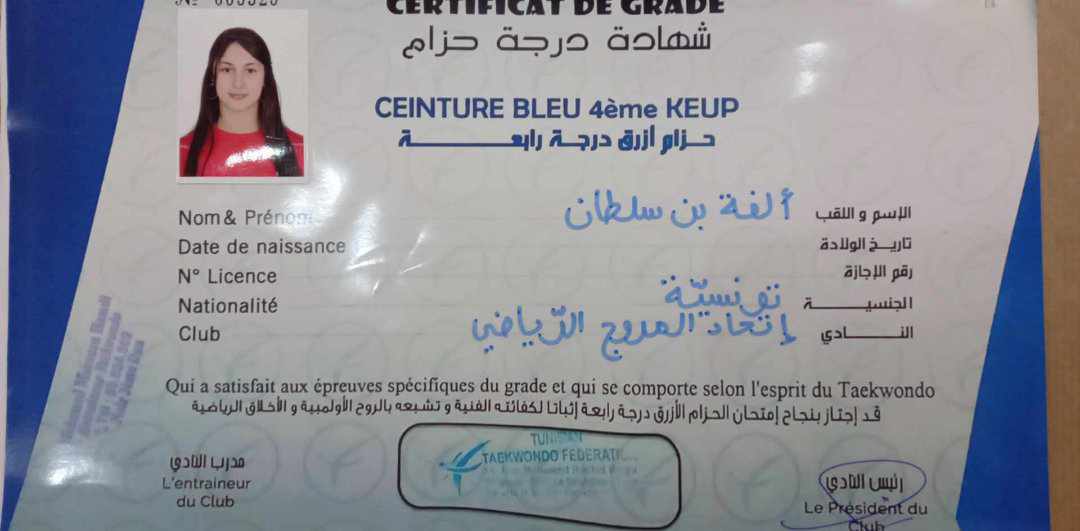 CERTIFICAT DE GRADE
شهادة درجة حزام
CEINTURE BLEU 4ème KEUP
حزام أزرق درجة رابعة
Nom & Prénom
ألفة بن سلطان
الإسم و اللقب
Date de naissance
تاريخ الولادة
N° Licence
رقم الإجازة
Nationalité
تونسيّة
الجنسية
Club
إتحاد المروج الرّياضي
النادي
Qui a satisfait aux épreuves spécifiques du grade et qui se comporte selon l'esprit du Taekwondo
قد إجتاز بنجاح إمتحان الحزام الأزرق درجة رابعة إثباتا لكفائته الفنية و تشبعه بالروح الأولمبية و الأخلاق الرياضية
مدرب النادي
L'entraineur
du Club
TUNISIAN
TAEKWONDO FEDERATI
رئيس النادي
Le Président du
Club